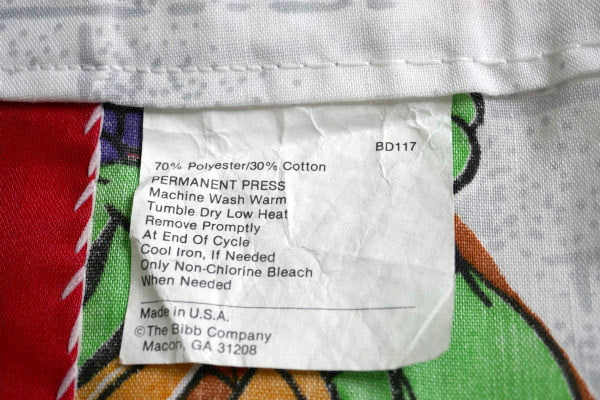 BD117
70% Polyester/30% Cotton
PERMANENT PRESS
Machine Wash Warm
Tumble Dry Low Heat
Remove Promptly
At End Of Cycle
Cool Iron, If Needed
Only Non-Chlorine Bleach
When Needed
Made in U.S.A.
©The Bibb Company
Macon, GA 31208